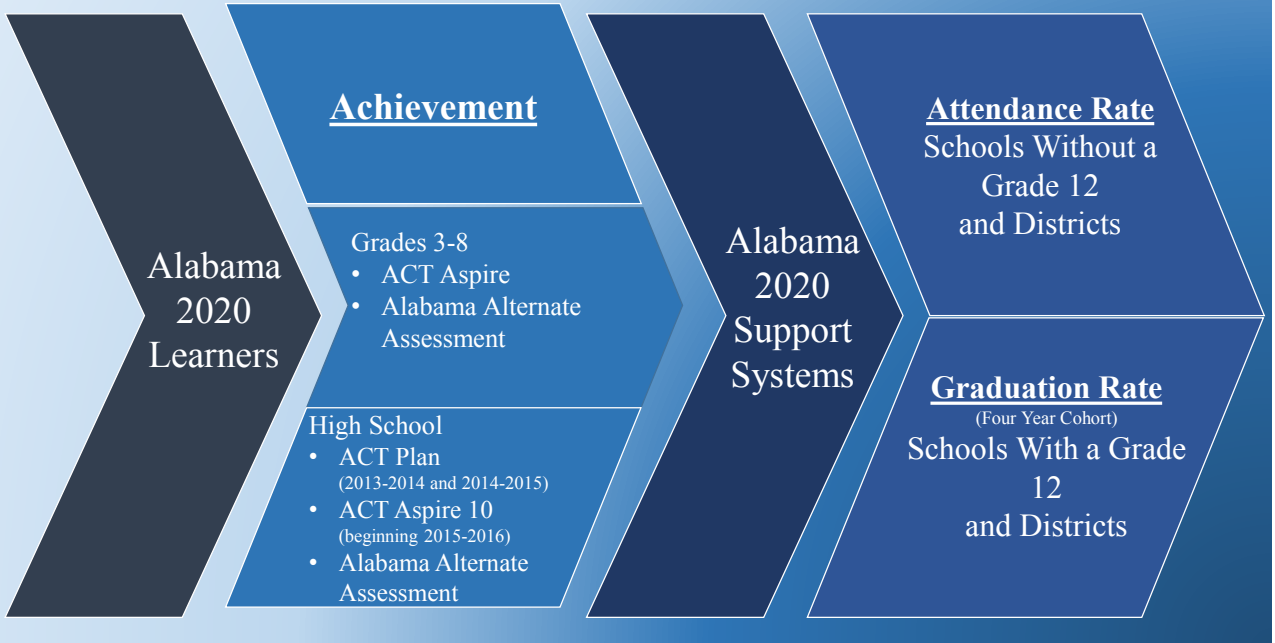 Alabama
2020
Learners
Achievement
Grades 3-8
• ACT Aspire
• Alabama Alternate
Assessment
High School
• ACT Plan
(2013-2014 and 2014-2015)
• ACT Aspire 10
(beginning 2015-2016)
• Alabama Alternate
Assessment
Alabama
2020
Support
Systems
Attendance Rate
Schools Without a
Grade 12
and Districts
Graduation Rate
(Four Year Cohort)
Schools With a Grade
12
and Districts